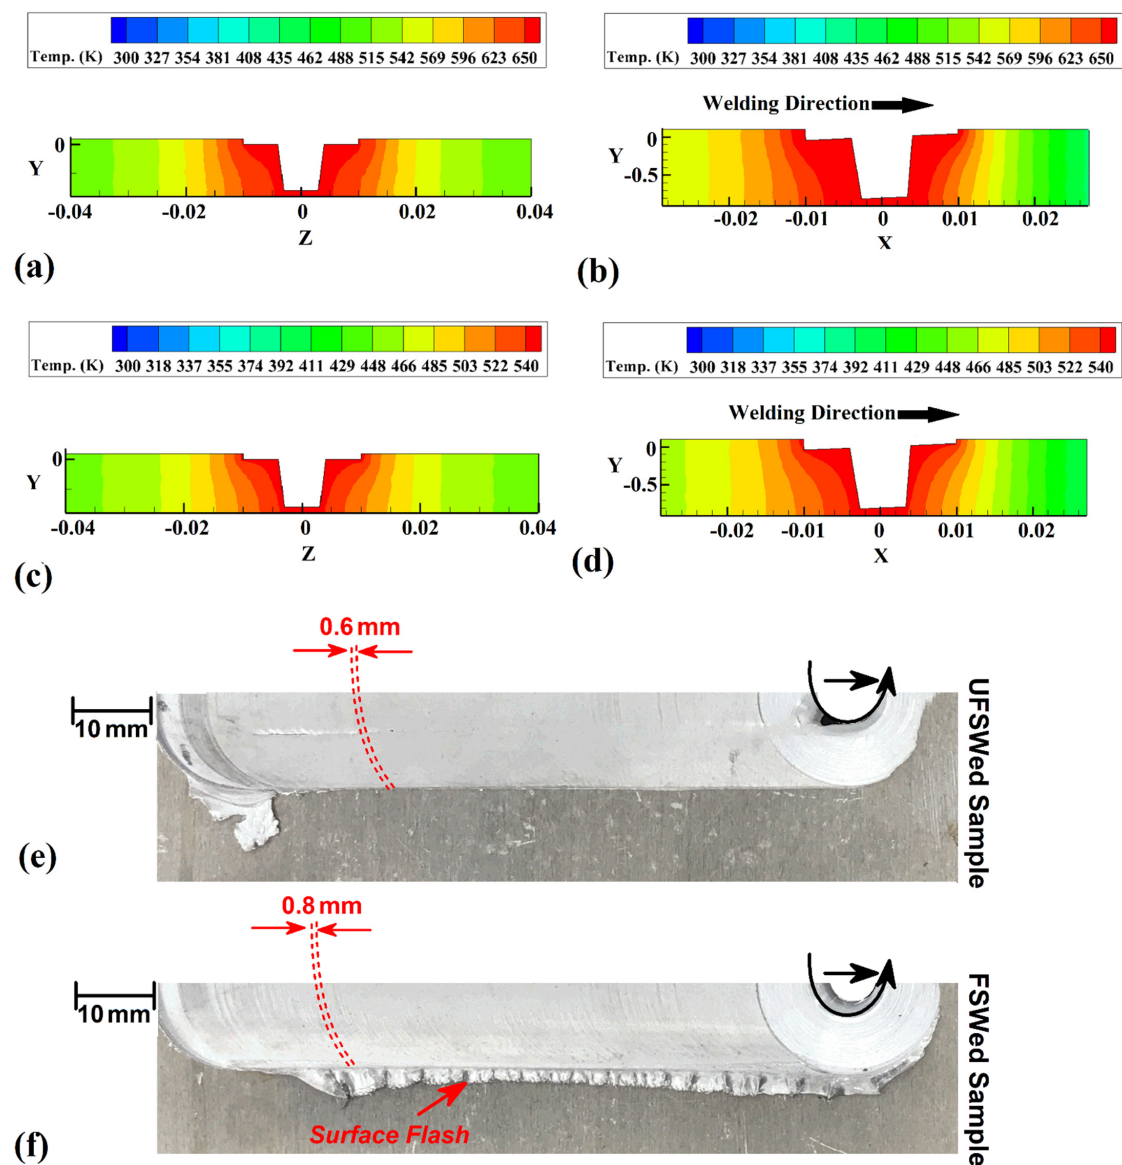 Temp. (K) 300 327 354 381 408 435 462 488 515 542 569 596 623 650
0
Y
-0.04 -0.02 0 0.02 0.04
Z
(a)
Temp. (K) 300 327 354 381 408 435 462 488 515 542 569 596 623 650
Welding Direction
0
Y
-0.5
-0.02 -0.01 0 0.01 0.02
X
(b)
Temp. (K) 300 318 337 355 374 392 411 429 448 466 485 503 522 540
0
Y
-0.04 -0.02 0 0.02 0.04
Z
(c)
Temp. (K) 300 318 337 355 374 392 411 429 448 466 485 503 522 540
Welding Direction
0
Y
-0.5
-0.02 -0.01 0 0.01 0.02
X
(d)
0.6 mm
10 mm
UFSWed Sample
(e)
0.8 mm
10 mm
FSWed Sample
Surface Flash
(f)